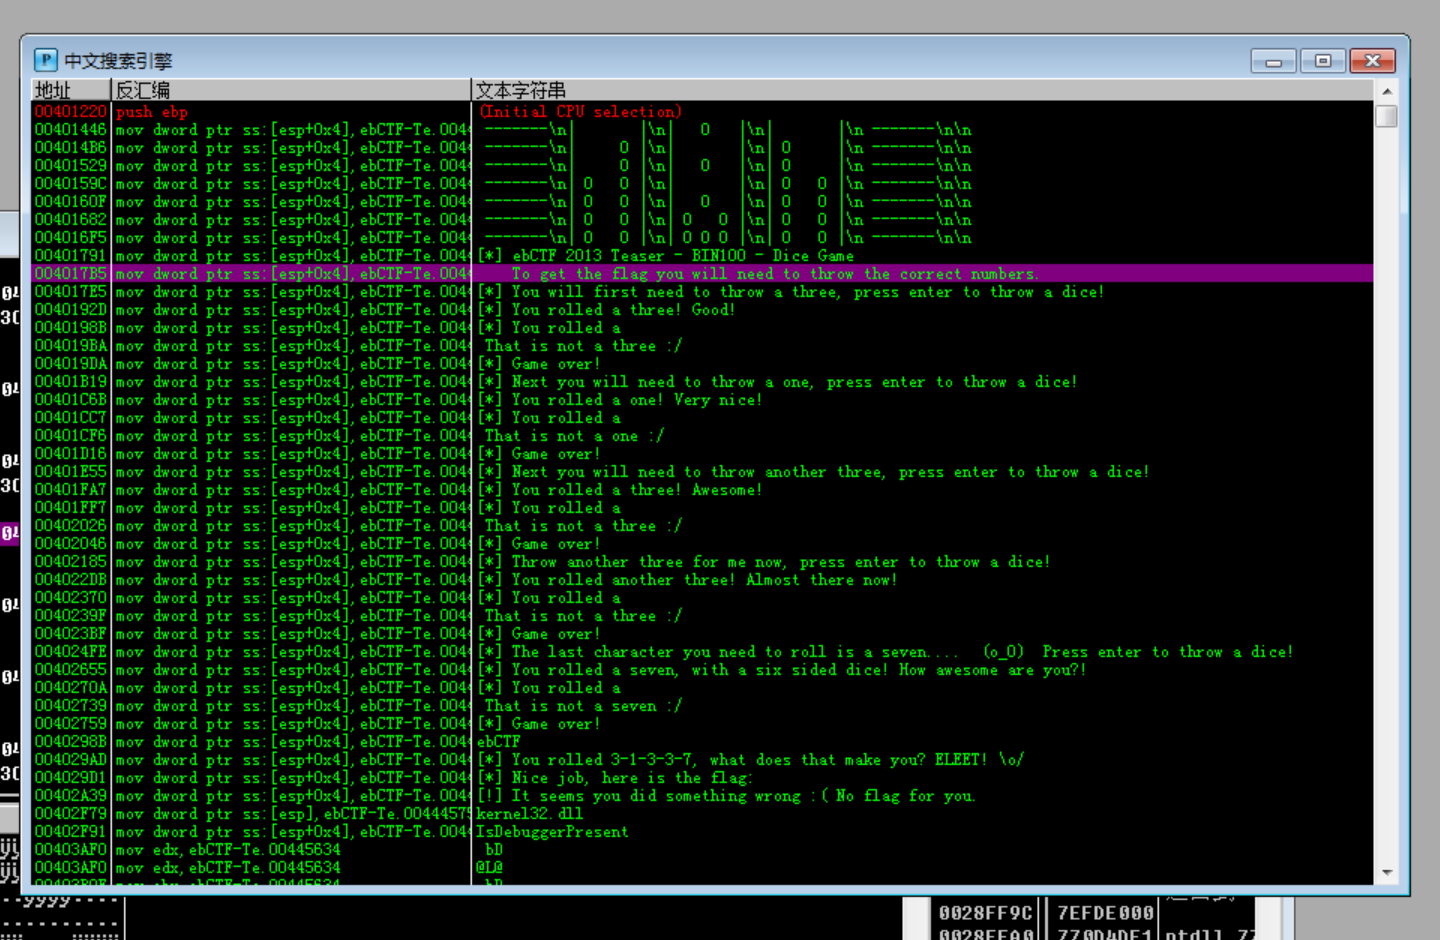 P 中文搜索引擎
地址 反汇编 文本字符串
00401220 push ebp (Initial CPU selection)
00401446 mov dword ptr ss:[esp+0x4],ebCTF-Te.004 -------\n| |\n| O |\n| |\n -------\n\n
004014B6 mov dword ptr ss:[esp+0x4],ebCTF-Te.004 -------\n| O |\n| |\n| O |\n -------\n\n
00401529 mov dword ptr ss:[esp+0x4],ebCTF-Te.004 -------\n| O |\n| O |\n| O |\n -------\n\n
0040159C mov dword ptr ss:[esp+0x4],ebCTF-Te.004 -------\n| O O |\n| |\n| O O |\n -------\n\n
0040160F mov dword ptr ss:[esp+0x4],ebCTF-Te.004 -------\n| O O |\n| O |\n| O O |\n -------\n\n
00401682 mov dword ptr ss:[esp+0x4],ebCTF-Te.004 -------\n| O O |\n| O O |\n| O O |\n -------\n\n
004016F5 mov dword ptr ss:[esp+0x4],ebCTF-Te.004 -------\n| O O |\n| O O O |\n| O O |\n -------\n\n
00401791 mov dword ptr ss:[esp+0x4],ebCTF-Te.004 [*] ebCTF 2013 Teaser - BIN100 - Dice Game
004017B5 mov dword ptr ss:[esp+0x4],ebCTF-Te.004 To get the flag you will need to throw the correct numbers.
004017E5 mov dword ptr ss:[esp+0x4],ebCTF-Te.004 [*] You will first need to throw a three, press enter to throw a dice!
0040192D mov dword ptr ss:[esp+0x4],ebCTF-Te.004 [*] You rolled a three! Good!
0040198B mov dword ptr ss:[esp+0x4],ebCTF-Te.004 [*] You rolled a
004019BA mov dword ptr ss:[esp+0x4],ebCTF-Te.004 That is not a three :/
004019DA mov dword ptr ss:[esp+0x4],ebCTF-Te.004 [*] Game over!
00401B19 mov dword ptr ss:[esp+0x4],ebCTF-Te.004 [*] Next you will need to throw a one, press enter to throw a dice!
00401C6B mov dword ptr ss:[esp+0x4],ebCTF-Te.004 [*] You rolled a one! Very nice!
00401CC7 mov dword ptr ss:[esp+0x4],ebCTF-Te.004 [*] You rolled a
00401CF6 mov dword ptr ss:[esp+0x4],ebCTF-Te.004 That is not a one :/
00401D16 mov dword ptr ss:[esp+0x4],ebCTF-Te.004 [*] Game over!
00401E55 mov dword ptr ss:[esp+0x4],ebCTF-Te.004 [*] Next you will need to throw another three, press enter to throw a dice!
00401FA7 mov dword ptr ss:[esp+0x4],ebCTF-Te.004 [*] You rolled a three! Awesome!
00401FF7 mov dword ptr ss:[esp+0x4],ebCTF-Te.004 [*] You rolled a
00402026 mov dword ptr ss:[esp+0x4],ebCTF-Te.004 That is not a three :/
00402046 mov dword ptr ss:[esp+0x4],ebCTF-Te.004 [*] Game over!
00402185 mov dword ptr ss:[esp+0x4],ebCTF-Te.004 [*] Throw another three for me now, press enter to throw a dice!
004022DB mov dword ptr ss:[esp+0x4],ebCTF-Te.004 [*] You rolled another three! Almost there now!
00402370 mov dword ptr ss:[esp+0x4],ebCTF-Te.004 [*] You rolled a
0040239F mov dword ptr ss:[esp+0x4],ebCTF-Te.004 That is not a three :/
004023BF mov dword ptr ss:[esp+0x4],ebCTF-Te.004 [*] Game over!
004024FE mov dword ptr ss:[esp+0x4],ebCTF-Te.004 [*] The last character you need to roll is a seven.... (o_O) Press enter to throw a dice!
00402655 mov dword ptr ss:[esp+0x4],ebCTF-Te.004 [*] You rolled a seven, with a six sided dice! How awesome are you?!
0040270A mov dword ptr ss:[esp+0x4],ebCTF-Te.004 [*] You rolled a
00402739 mov dword ptr ss:[esp+0x4],ebCTF-Te.004 That is not a seven :/
00402759 mov dword ptr ss:[esp+0x4],ebCTF-Te.004 [*] Game over!
0040298B mov dword ptr ss:[esp+0x4],ebCTF-Te.004 ebCTF
004029AD mov dword ptr ss:[esp+0x4],ebCTF-Te.004 [*] You rolled 3-1-3-3-7, what does that make you? ELEET! \o/
004029D1 mov dword ptr ss:[esp+0x4],ebCTF-Te.004 [*] Nice job, here is the flag:
00402A39 mov dword ptr ss:[esp+0x4],ebCTF-Te.004 [!] It seems you did something wrong :( No flag for you.
00402F79 mov dword ptr ss:[esp],ebCTF-Te.00444575 kernel32.dll
00402F91 mov dword ptr ss:[esp+0x4],ebCTF-Te.004 IsDebuggerPresent
00403AF0 mov edx,ebCTF-Te.00445634 bD
00403AF0 mov edx,ebCTF-Te.00445634 @L@
0028FF9C 7EFDE000